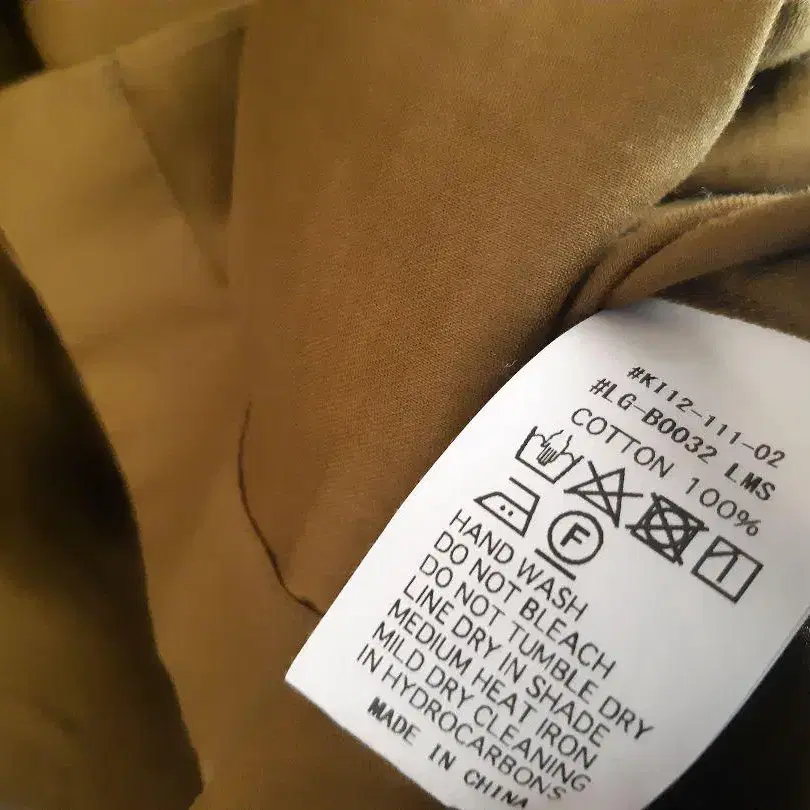 #KI12-111-02
#LG-B0032 LMS
COTTON 100%
F
HAND WASH
DO NOT BLEACH
DO NOT TUMBLE DRY
LINE DRY IN SHADE
MEDIUM HEAT IRON
MILD DRY CLEANING
IN HYDROCARBONS
MADE IN CHINA